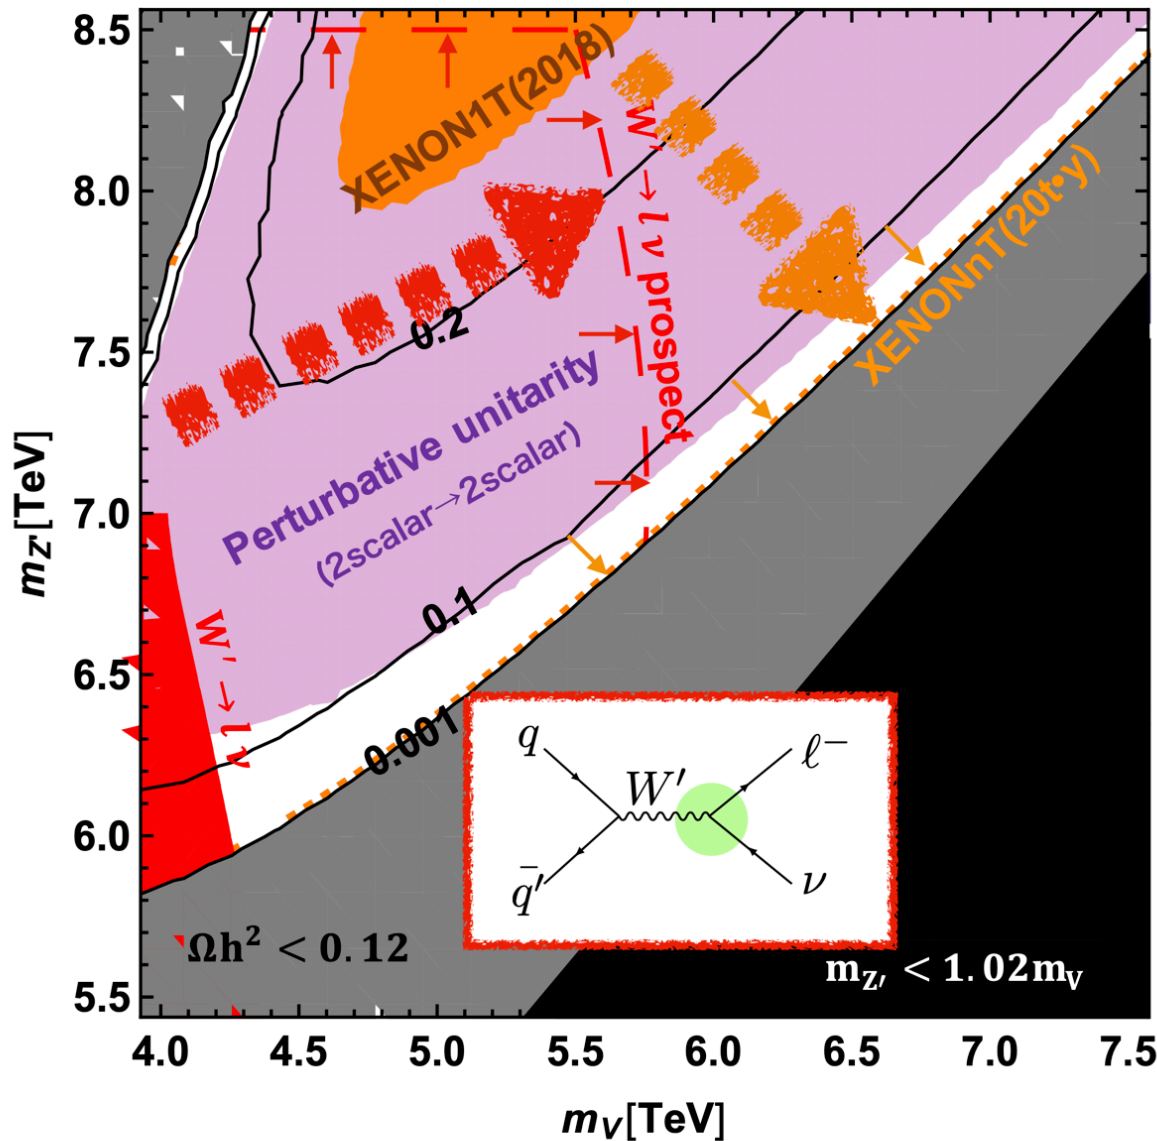 8.5
8.0
7.5
7.0
6.5
6.0
5.5
m_Z'[TeV]
XENON1T(2018)
W' → l ν prospect
XENONnT(20t•y)
0.2
Perturbative unitarity
(2scalar→2scalar)
0.1
0.001
W' → l ν
q
W'
ℓ−
q̄'
ν
Ωh² < 0.12
m_Z' < 1.02m_V
4.0 4.5 5.0 5.5 6.0 6.5 7.0 7.5
m_V[TeV]